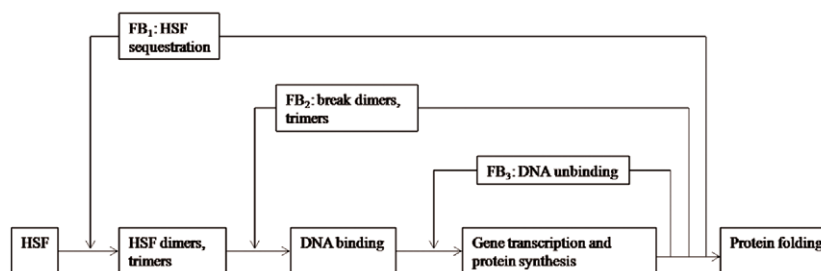 FB₁: HSF
sequestration
FB₂: break dimers,
trimers
FB₃: DNA unbinding
HSF
HSF dimers,
trimers
DNA binding
Gene transcription and
protein synthesis
Protein folding